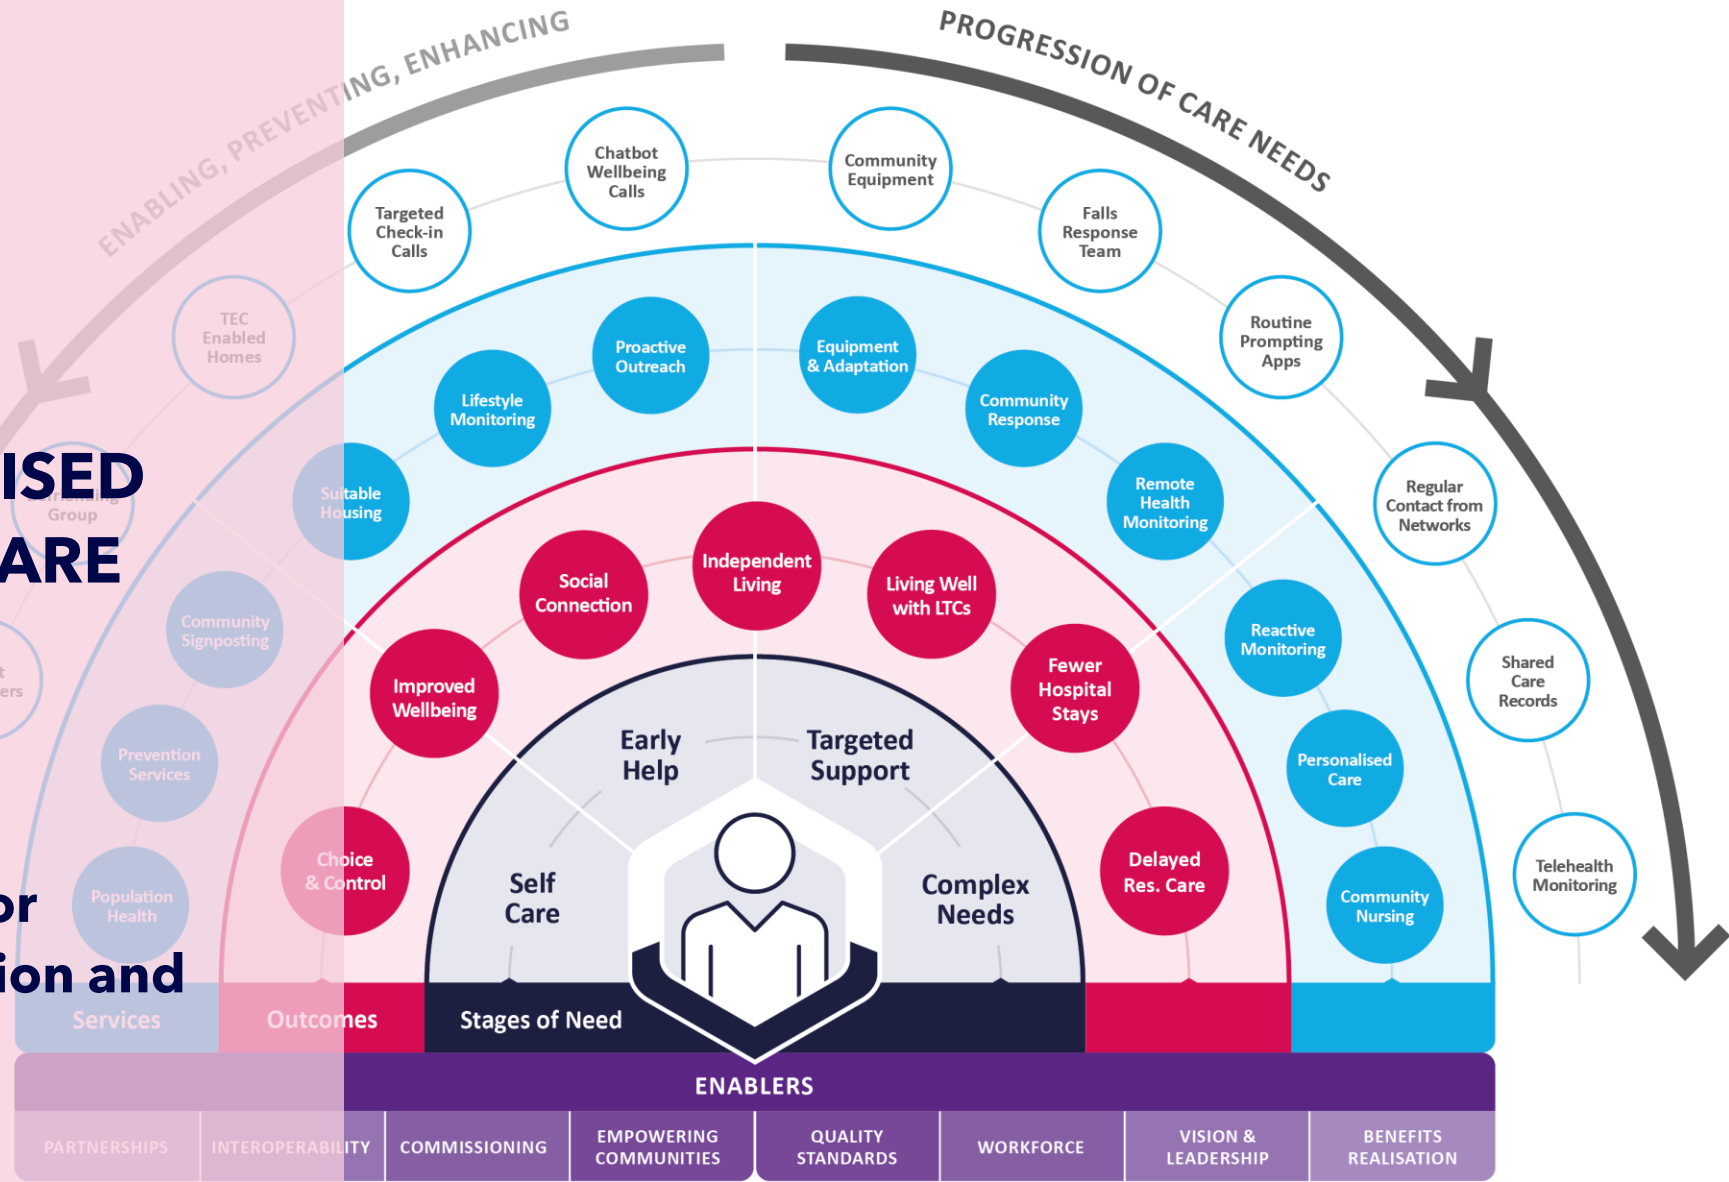 ENABLING, PREVENTING, ENHANCING
PROGRESSION OF CARE NEEDS
Chatbot
Wellbeing
Calls
Community
Equipment
Targeted
Check-in
Calls
Falls
Response
Team
TEC
Enabled
Homes
Routine
Prompting
Apps
Group
Regular
Contact from
Networks
Shared
Care
Records
Telehealth
Monitoring
ISED
ARE
or
ion and
Proactive
Outreach
Equipment
& Adaptation
Lifestyle
Monitoring
Community
Response
Suitable
Housing
Remote
Health
Monitoring
Community
Signposting
Reactive
Monitoring
Prevention
Services
Personalised
Care
Population
Health
Community
Nursing
Independent
Living
Social
Connection
Living Well
with LTCs
Improved
Wellbeing
Fewer
Hospital
Stays
Choice
& Control
Delayed
Res. Care
Early
Help
Targeted
Support
Self
Care
Complex
Needs
Services
Outcomes
Stages of Need
ENABLERS
PARTNERSHIPS
INTEROPERABILITY
COMMISSIONING
EMPOWERING
COMMUNITIES
QUALITY
STANDARDS
WORKFORCE
VISION &
LEADERSHIP
BENEFITS
REALISATION